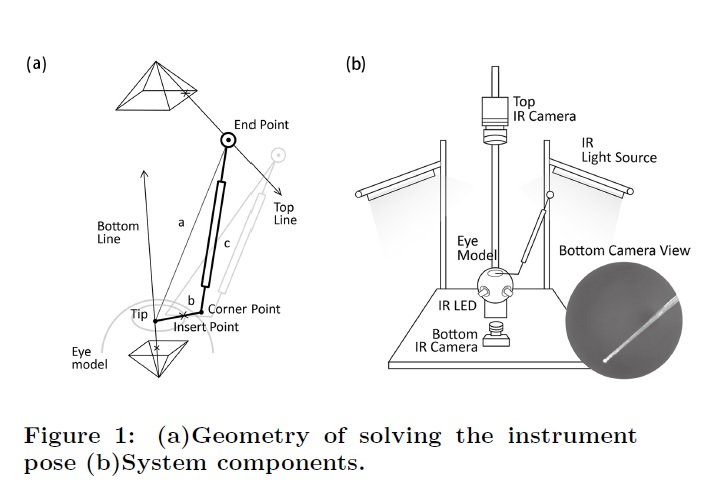 (a)
End Point
Top
Line
Bottom
Line
a
c
b
Corner Point
Tip
Insert Point
Eye
model
(b)
Top
IR Camera
IR
Light Source
Eye
Model
Bottom Camera View
IR LED
Bottom
IR Camera
Figure 1: (a)Geometry of solving the instrument
pose (b)System components.